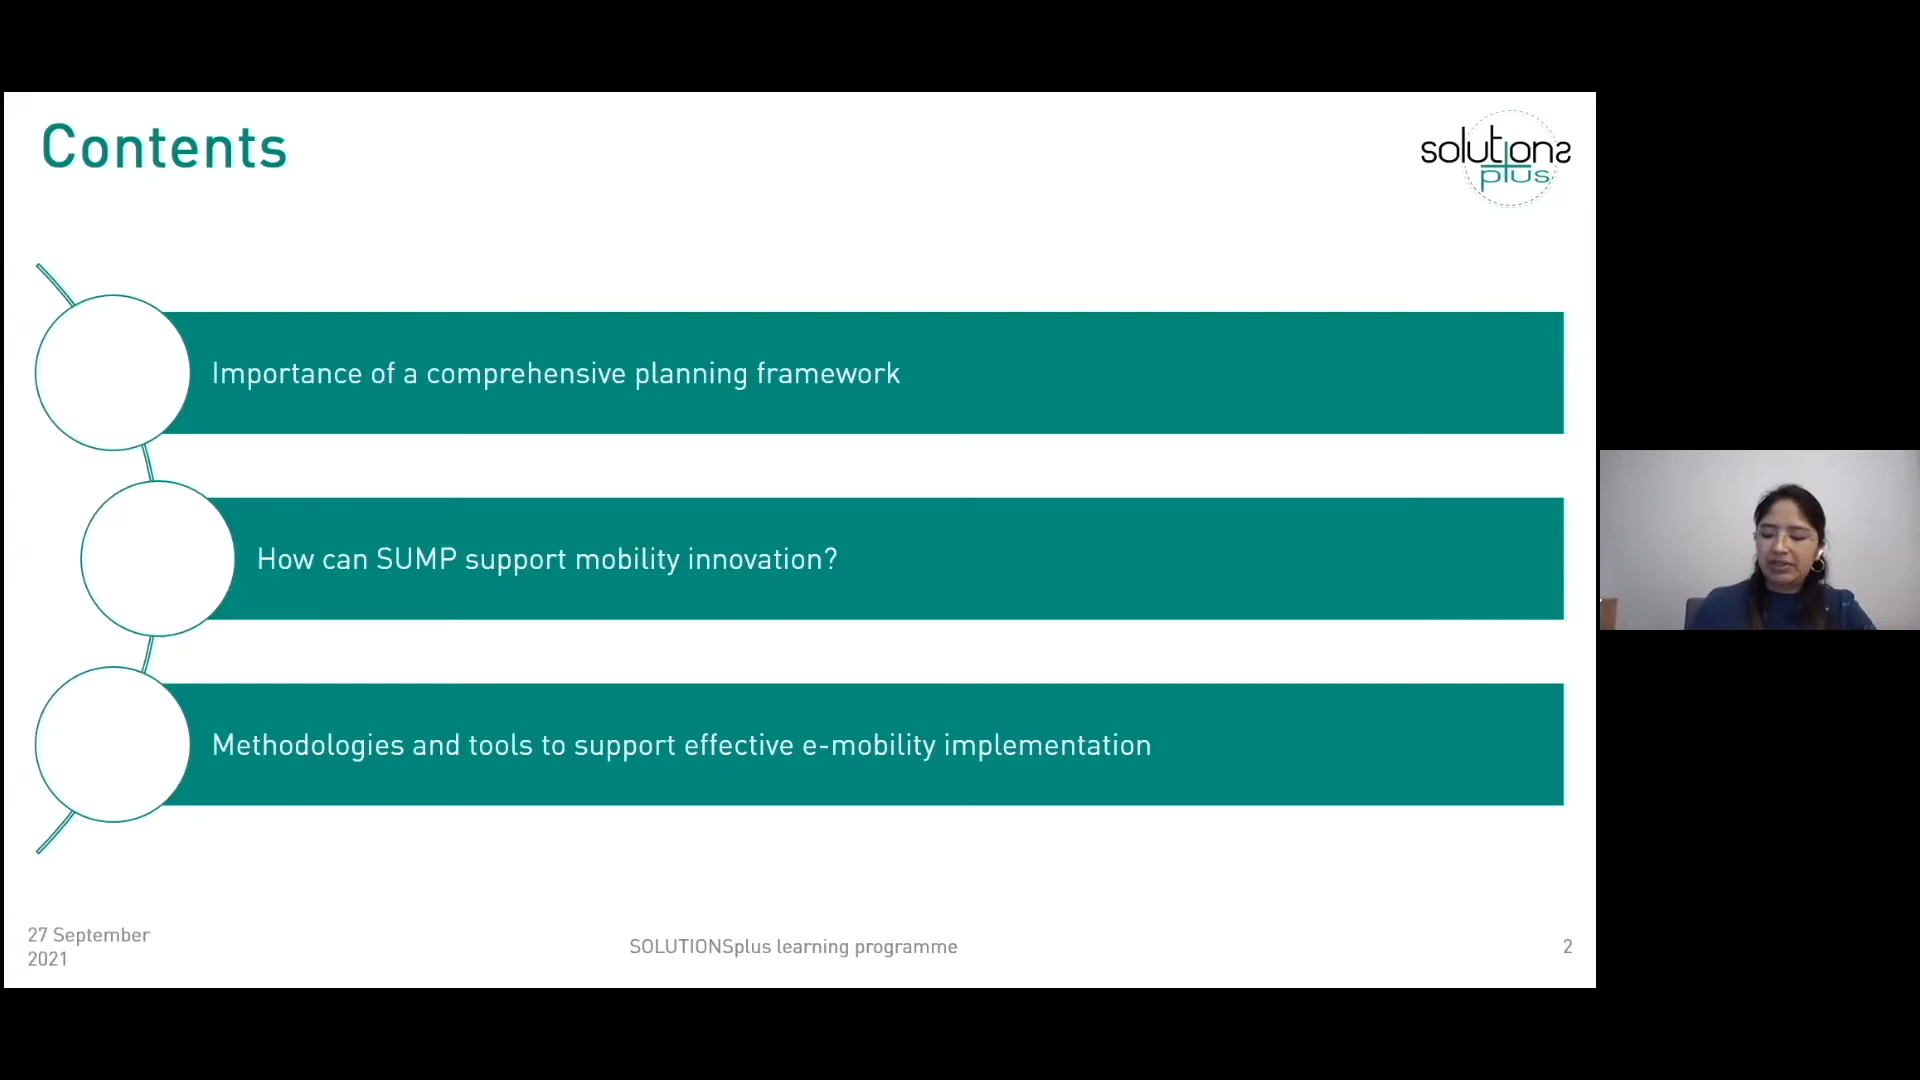 Contents
solutions
plus
Importance of a comprehensive planning framework
How can SUMP support mobility innovation?
Methodologies and tools to support effective e-mobility implementation
27 September
2021
SOLUTIONSplus learning programme
2